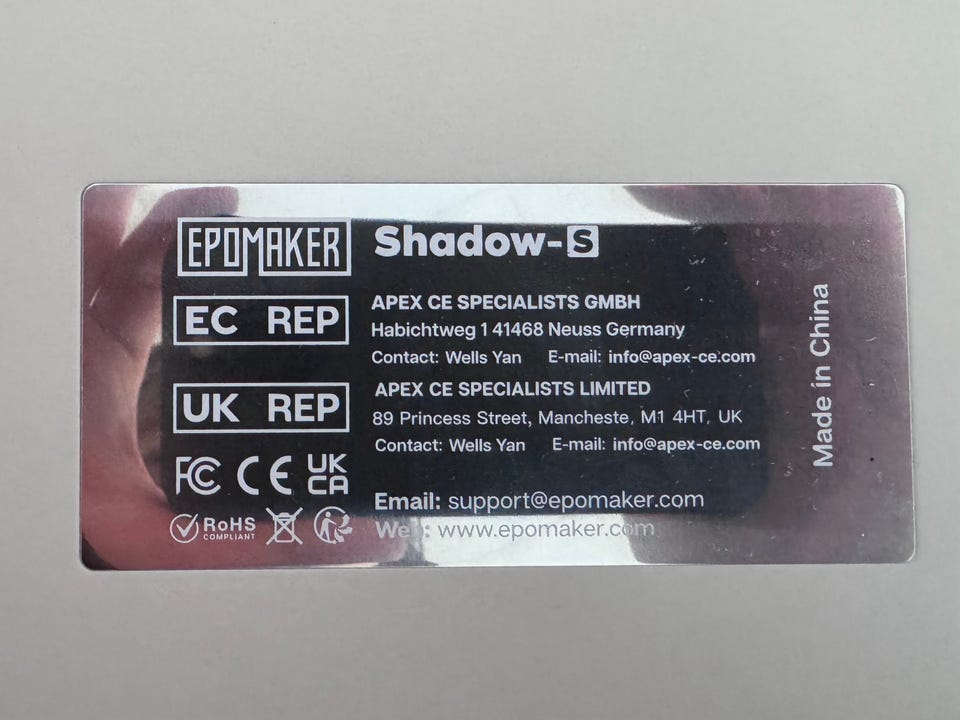 EPOMAKER Shadow-S
EC REP
APEX CE SPECIALISTS GMBH
Habichtweg 1 41468 Neuss Germany
Contact: Wells Yan E-mail: info@apex-ce.com
UK REP
APEX CE SPECIALISTS LIMITED
89 Princess Street, Mancheste, M1 4HT, UK
Contact: Wells Yan E-mail: info@apex-ce.com
FC CE UK
CA
Email: support@epomaker.com
RoHS
COMPLIANT
Web: www.epomaker.com
Made in China